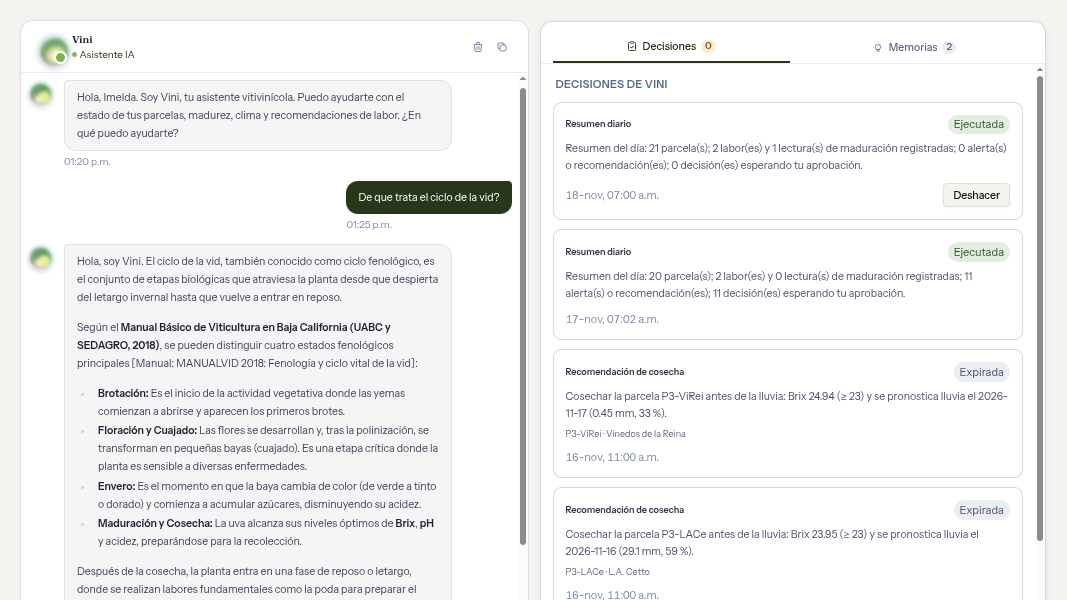 Vini
Asistente IA
Hola, Imelda. Soy Vini, tu asistente vitivinícola. Puedo ayudarte con el
estado de tus parcelas, madurez, clima y recomendaciones de labor. ¿En
qué puedo ayudarte?
01:20 p.m.
De que trata el ciclo de la vid?
01:25 p.m.
Hola, soy Vini. El ciclo de la vid, también conocido como ciclo fenológico, es
el conjunto de etapas biológicas que atraviesa la planta desde que despierta
del letargo invernal hasta que vuelve a entrar en reposo.
Según el Manual Básico de Viticultura en Baja California (UABC y
SEDAGRO, 2018), se pueden distinguir cuatro estados fenológicos
principales [Manual: MANUALVID 2018: Fenología y ciclo vital de la vid]:
Brotación: Es el inicio de la actividad vegetativa donde las yemas
comienzan a abrirse y aparecen los primeros brotes.
Floración y Cuajado: Las flores se desarrollan y, tras la polinización, se
transforman en pequeñas bayas (cuajado). Es una etapa crítica donde la
planta es sensible a diversas enfermedades.
Envero: Es el momento en que la baya cambia de color (de verde a tinto
o dorado) y comienza a acumular azúcares, disminuyendo su acidez.
Maduración y Cosecha: La uva alcanza sus niveles óptimos de Brix, pH
y acidez, preparándose para la recolección.
Después de la cosecha, la planta entra en una fase de reposo o letargo,
donde se realizan labores fundamentales como la poda para preparar el
Decisiones 0
Memorias 2
DECISIONES DE VINI
Resumen diario
Ejecutada
Resumen del día: 21 parcela(s); 2 labor(es) y 1 lectura(s) de maduración registradas; 0 alerta(s)
o recomendación(es); 0 decisión(es) esperando tu aprobación.
18-nov, 07:00 a.m.
Deshacer
Resumen diario
Ejecutada
Resumen del día: 20 parcela(s); 2 labor(es) y 0 lectura(s) de maduración registradas; 11
alerta(s) o recomendación(es); 11 decisión(es) esperando tu aprobación.
17-nov, 07:02 a.m.
Recomendación de cosecha
Expirada
Cosechar la parcela P3-ViRei antes de la lluvia: Brix 24.94 (≥ 23) y se pronostica lluvia el 2026-
11-17 (0.45 mm, 33 %).
P3-ViRei · Vinedos de la Reina
16-nov, 11:00 a.m.
Recomendación de cosecha
Expirada
Cosechar la parcela P3-LACe antes de la lluvia: Brix 23.95 (≥ 23) y se pronostica lluvia el
2026-11-16 (29.1 mm, 59 %).
P3-LACe · L.A. Cetto
16-nov, 11:00 a.m.